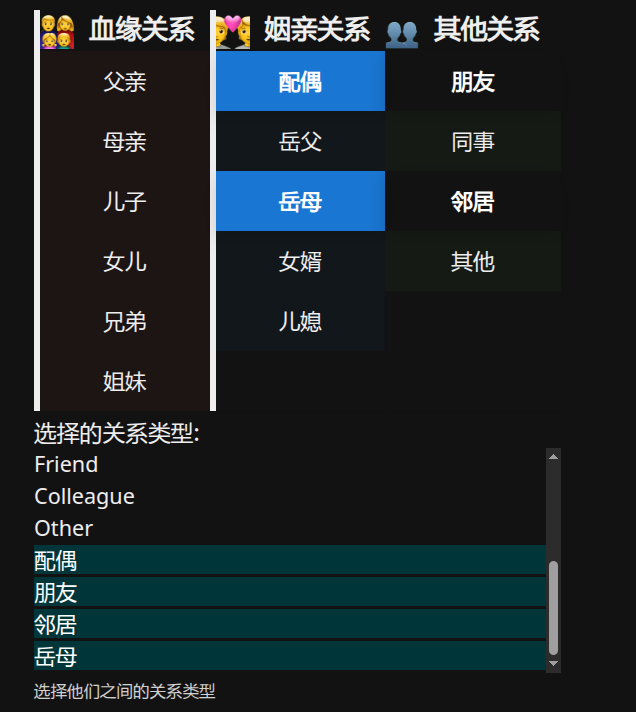 血缘关系 姻亲关系 其他关系
父亲 配偶 朋友
母亲 岳父 同事
儿子 岳母 邻居
女儿 女婿 其他
兄弟 儿媳
姐妹
选择的关系类型:
Friend
Colleague
Other
配偶
朋友
邻居
岳母
选择他们之间的关系类型